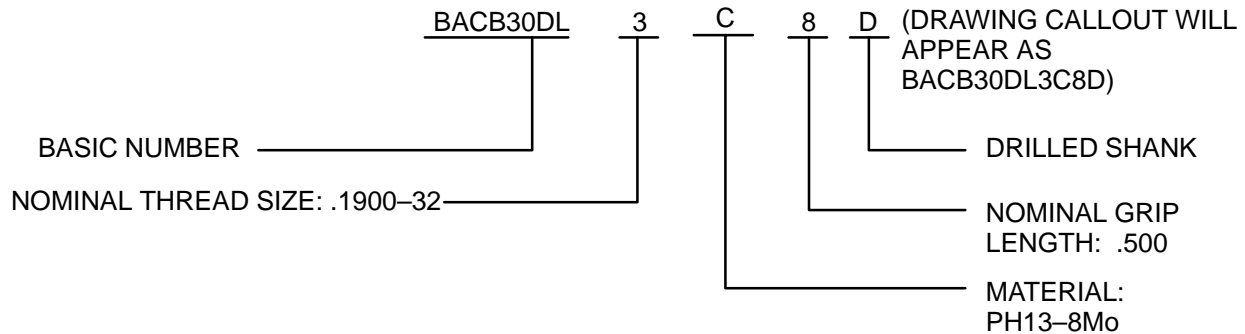 BACB30DL 3 C 8 D (DRAWING CALLOUT WILL
APPEAR AS
BACB30DL3C8D)
BASIC NUMBER
DRILLED SHANK
NOMINAL THREAD SIZE: .1900–32
NOMINAL GRIP
LENGTH: .500
MATERIAL:
PH13–8Mo